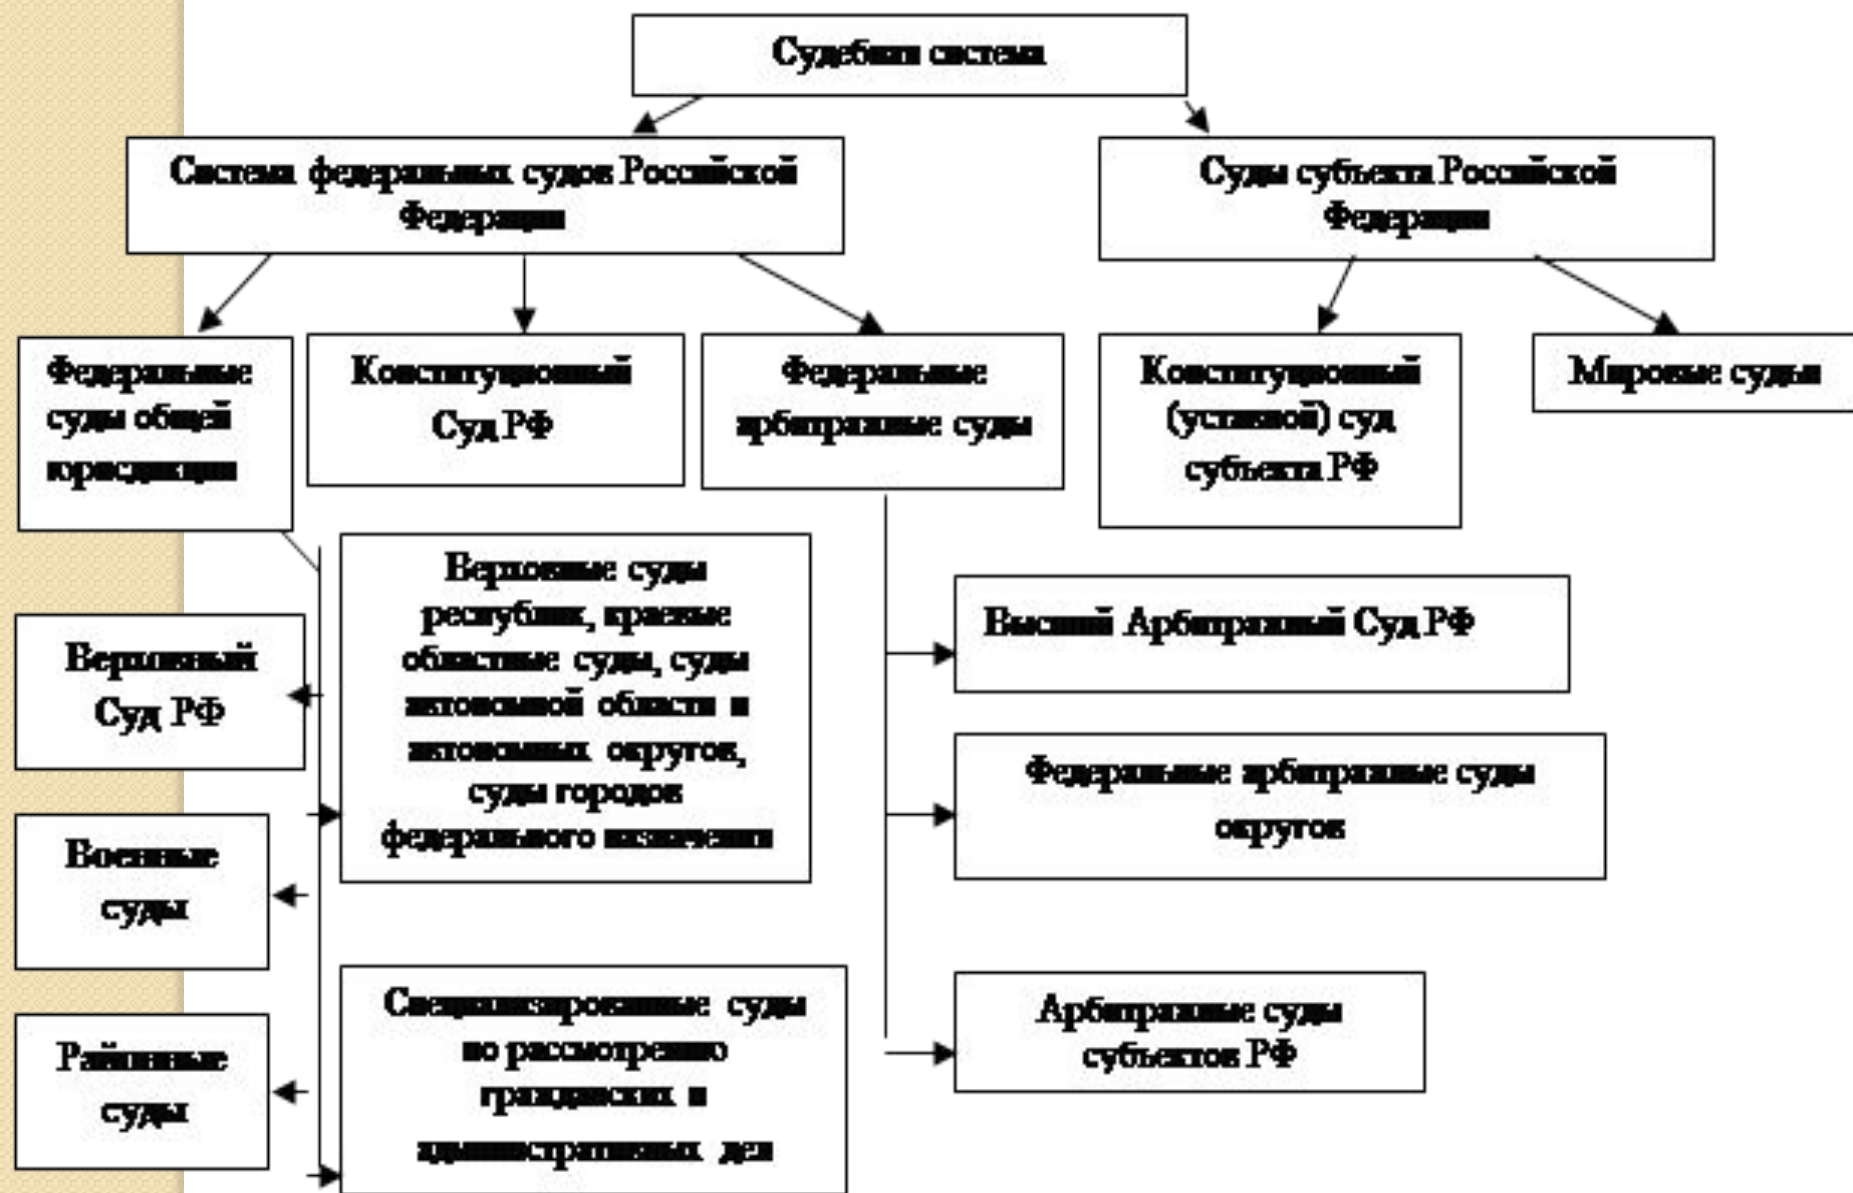 Судебная система
Система федеральных судов Российской
Федерации
Суды субъекта Российской
Федерации
Федеральные
суды общей
юрисдикции
Конституционный
Суд РФ
Федеральные
арбитражные суды
Конституционный
(уставной) суд
субъекта РФ
Мировые судьи
Верховный
Суд РФ
Военные
суды
Районные
суды
Верховные суды
республик, краевые
областные суды, суды
автономной области и
автономных округов,
суды городов
федерального назначения
Специализированные суды
по рассмотрению
гражданских и
административных дел
Высший Арбитражный Суд РФ
Федеральные арбитражные суды
округов
Арбитражные суды
субъектов РФ